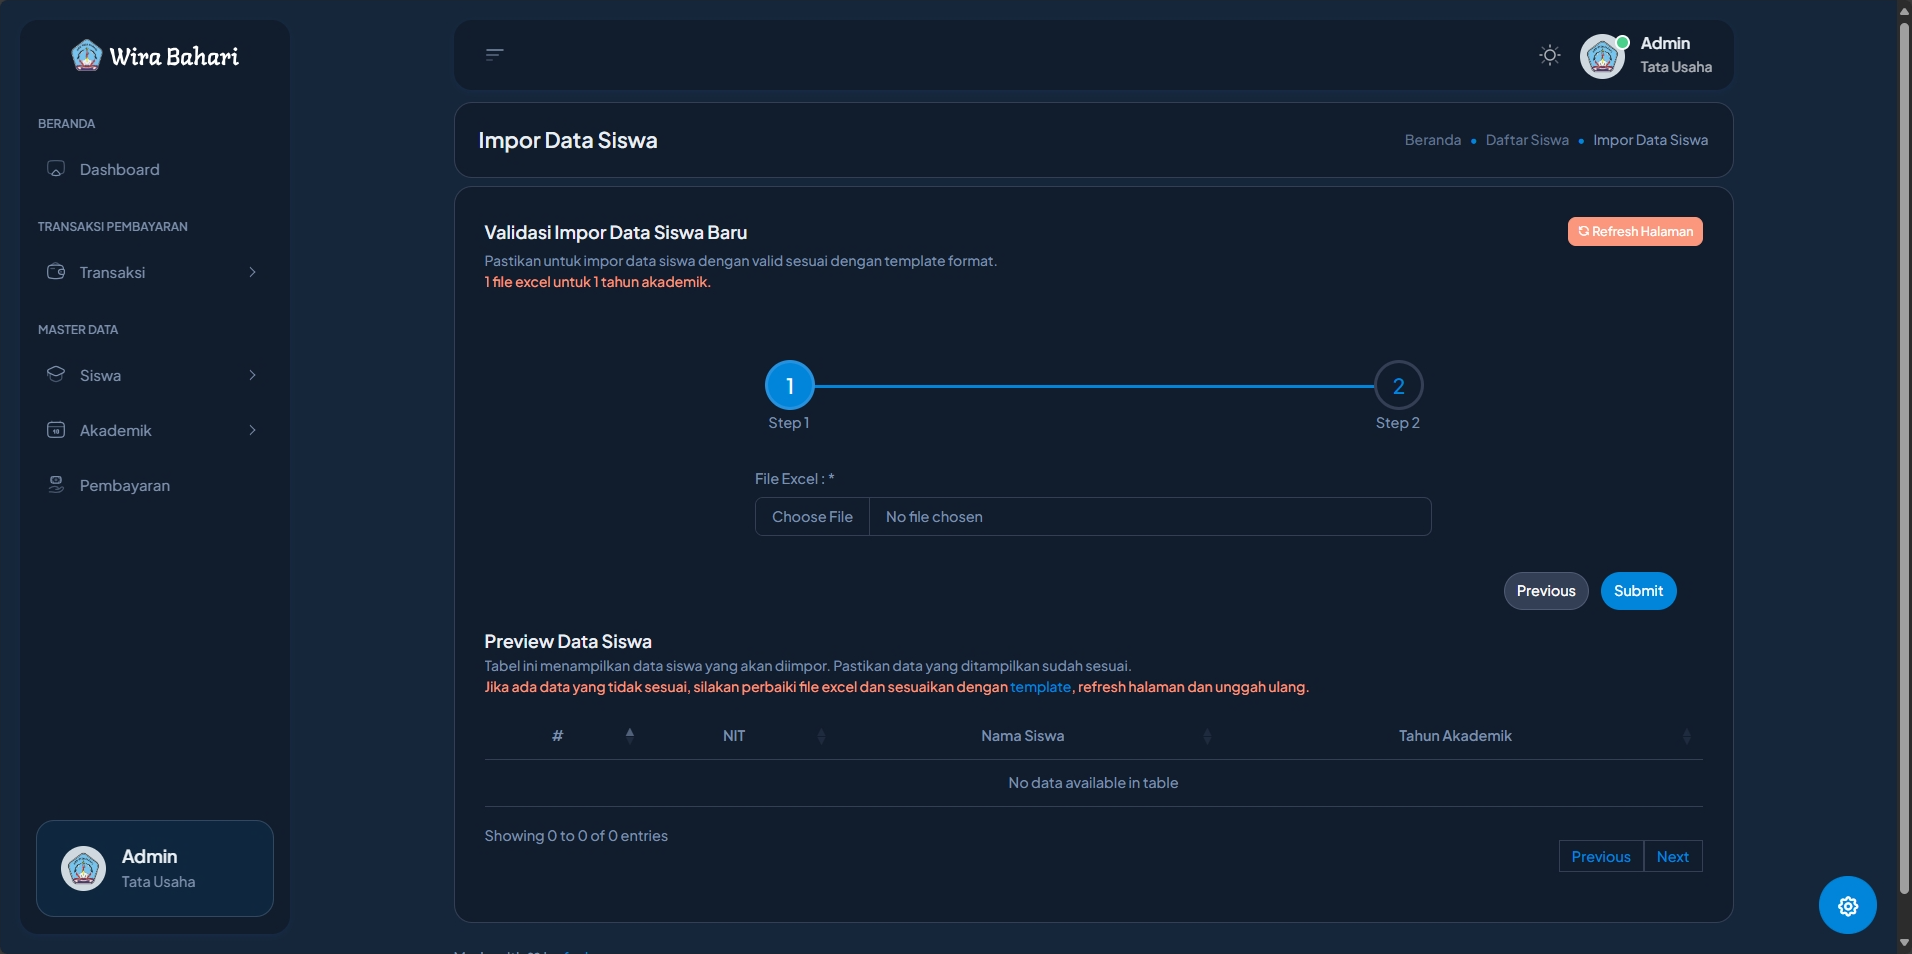 Wira Bahari
BERANDA
Dashboard
TRANSAKSI PEMBAYARAN
Transaksi
MASTER DATA
Siswa
Akademik
Pembayaran
Admin
Tata Usaha
Admin
Tata Usaha
Impor Data Siswa
Beranda • Daftar Siswa • Impor Data Siswa
Validasi Impor Data Siswa Baru
Refresh Halaman
Pastikan untuk impor data siswa dengan valid sesuai dengan template format.
1 file excel untuk 1 tahun akademik.
1 2
Step 1 Step 2
File Excel : *
Choose File No file chosen
Previous Submit
Preview Data Siswa
Tabel ini menampilkan data siswa yang akan diimpor. Pastikan data yang ditampilkan sudah sesuai.
Jika ada data yang tidak sesuai, silakan perbaiki file excel dan sesuaikan dengan template, refresh halaman dan unggah ulang.
# NIT Nama Siswa Tahun Akademik
No data available in table
Showing 0 to 0 of 0 entries
Previous Next